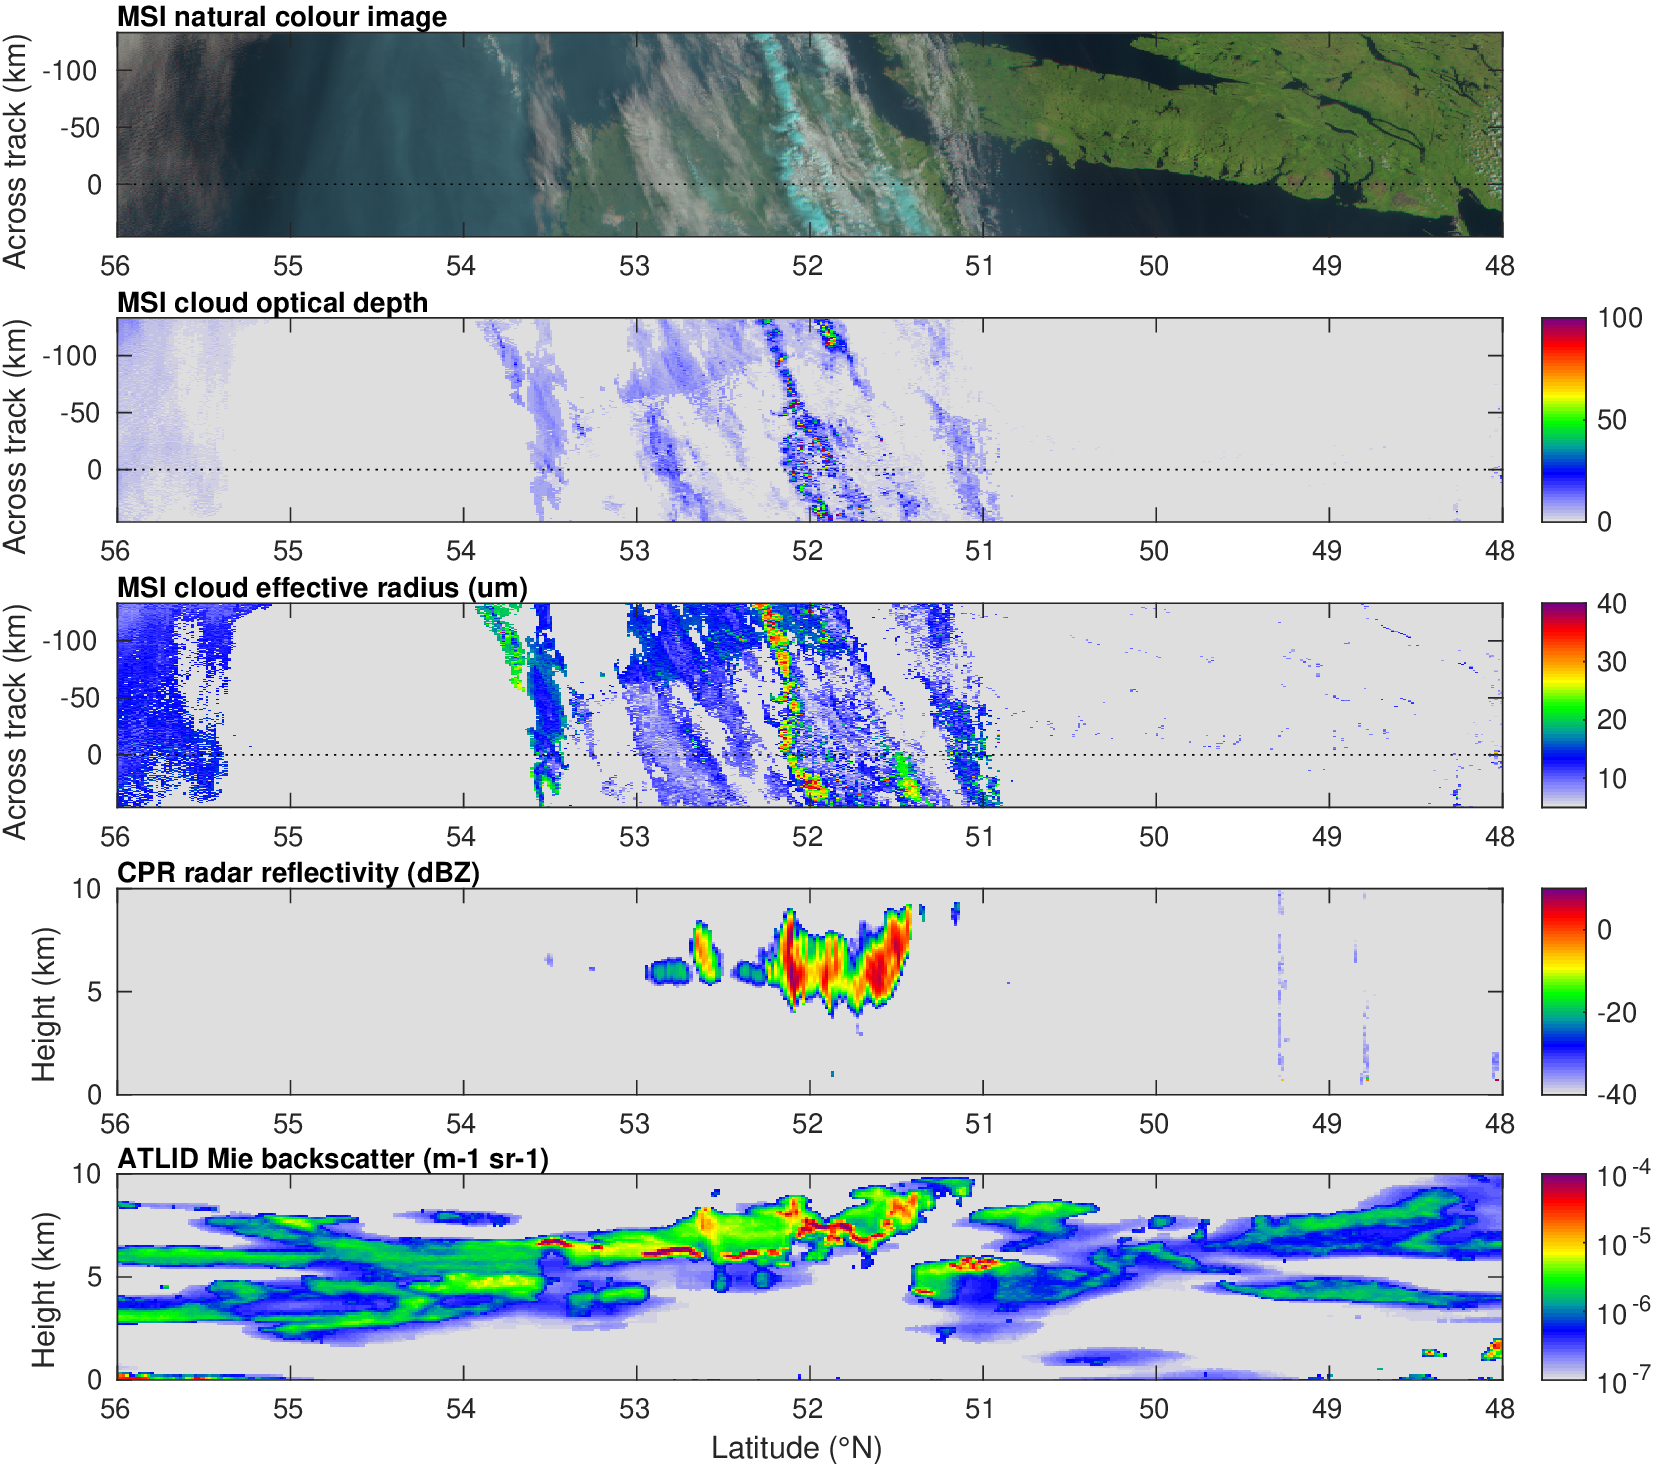 MSI natural colour image
Across track (km)
-100
-50
0
56 55 54 53 52 51 50 49 48
MSI cloud optical depth
Across track (km)
-100
-50
0
56 55 54 53 52 51 50 49 48
100
50
0
MSI cloud effective radius (um)
Across track (km)
-100
-50
0
56 55 54 53 52 51 50 49 48
40
30
20
10
CPR radar reflectivity (dBZ)
Height (km)
10
5
0
56 55 54 53 52 51 50 49 48
0
-20
-40
ATLID Mie backscatter (m-1 sr-1)
Height (km)
10
5
0
56 55 54 53 52 51 50 49 48
10-4
10-5
10-6
10-7
Latitude (°N)